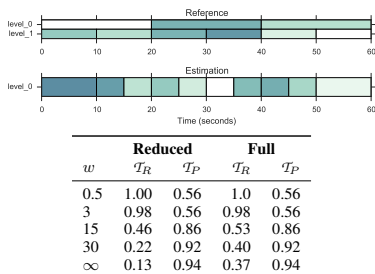 Reference
level_0
level_1
0 10 20 30 40 50 60
Estimation
level_0
0 10 20 30 40 50 60
Time (seconds)
Reduced Full
w 𝒯R 𝒯P 𝒯R 𝒯P
0.5 1.00 0.56 1.0 0.56
3 0.98 0.56 0.98 0.56
15 0.46 0.86 0.53 0.86
30 0.22 0.92 0.40 0.92
∞ 0.13 0.94 0.37 0.94